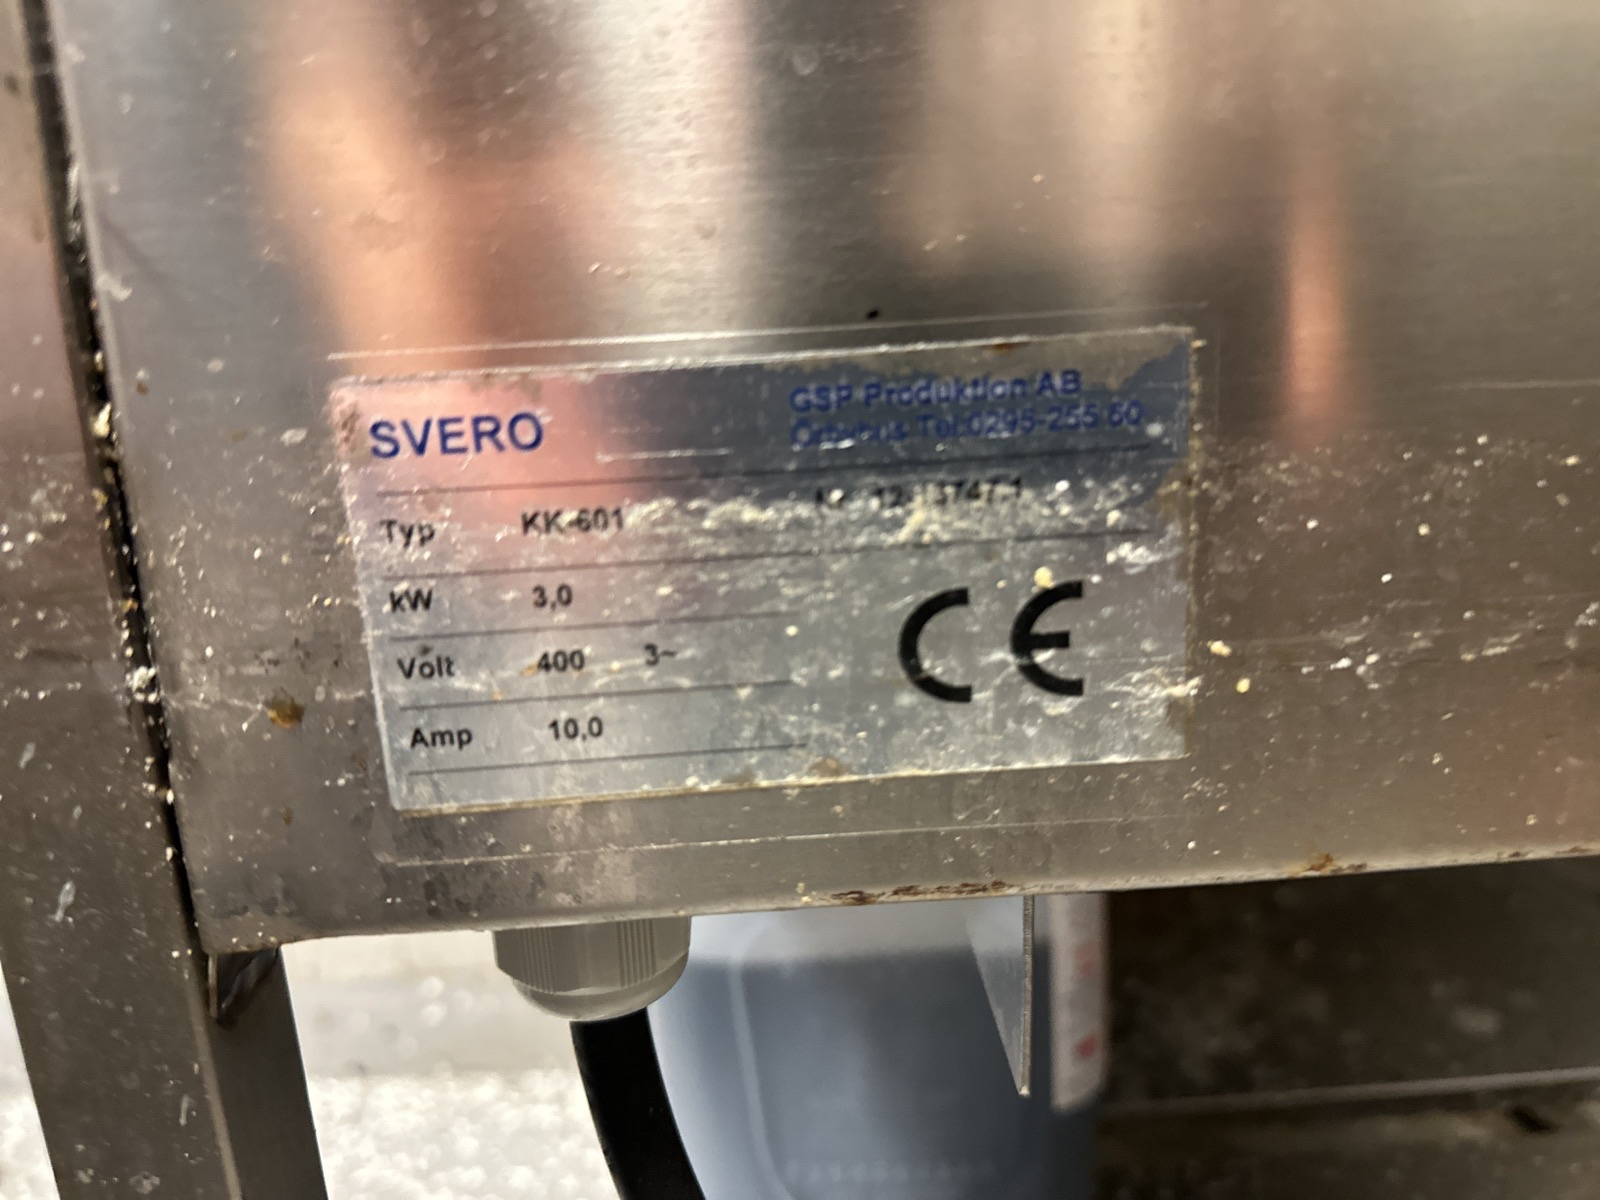 SVERO
GSP Produktion AB
Örbyhus Tel:0295-255 60
Typ KK-601
kW 3,0
Volt 400 3~
Amp 10,0
CE